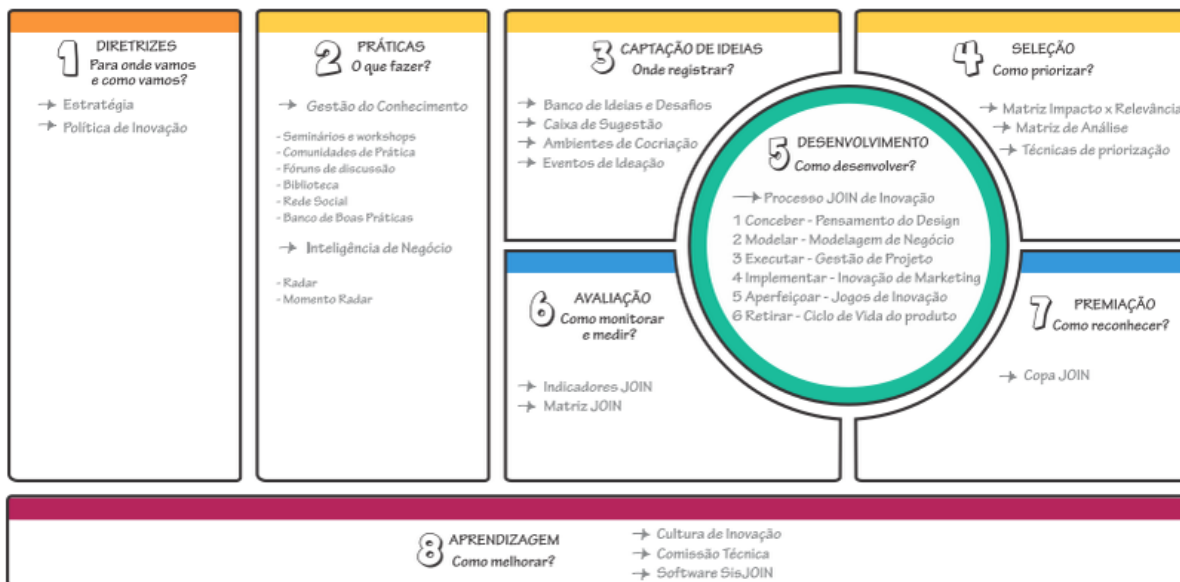 1 DIRETRIZES
Para onde vamos
e como vamos?
Estratégia
Política de Inovação
2 PRÁTICAS
O que fazer?
Gestão do Conhecimento
- Seminários e workshops
- Comunidades de Prática
- Fóruns de discussão
- Biblioteca
- Rede Social
- Banco de Boas Práticas
Inteligência de Negócio
- Radar
- Momento Radar
3 CAPTAÇÃO DE IDEIAS
Onde registrar?
Banco de Ideias e Desafios
Caixa de Sugestão
Ambientes de Cocriação
Eventos de Ideação
4 SELEÇÃO
Como priorizar?
Matriz Impacto x Relevância
Matriz de Análise
Técnicas de priorização
5 DESENVOLVIMENTO
Como desenvolver?
Processo JOIN de Inovação
1 Conceber - Pensamento do Design
2 Modelar - Modelagem de Negócio
3 Executar - Gestão de Projeto
4 Implementar - Inovação de Marketing
5 Aperfeiçoar - Jogos de Inovação
6 Retirar - Ciclo de Vida do produto
6 AVALIAÇÃO
Como monitorar
e medir?
Indicadores JOIN
Matriz JOIN
7 PREMIAÇÃO
Como reconhecer?
Copa JOIN
8 APRENDIZAGEM
Como melhorar?
Cultura de Inovação
Comissão Técnica
Software SisJOIN